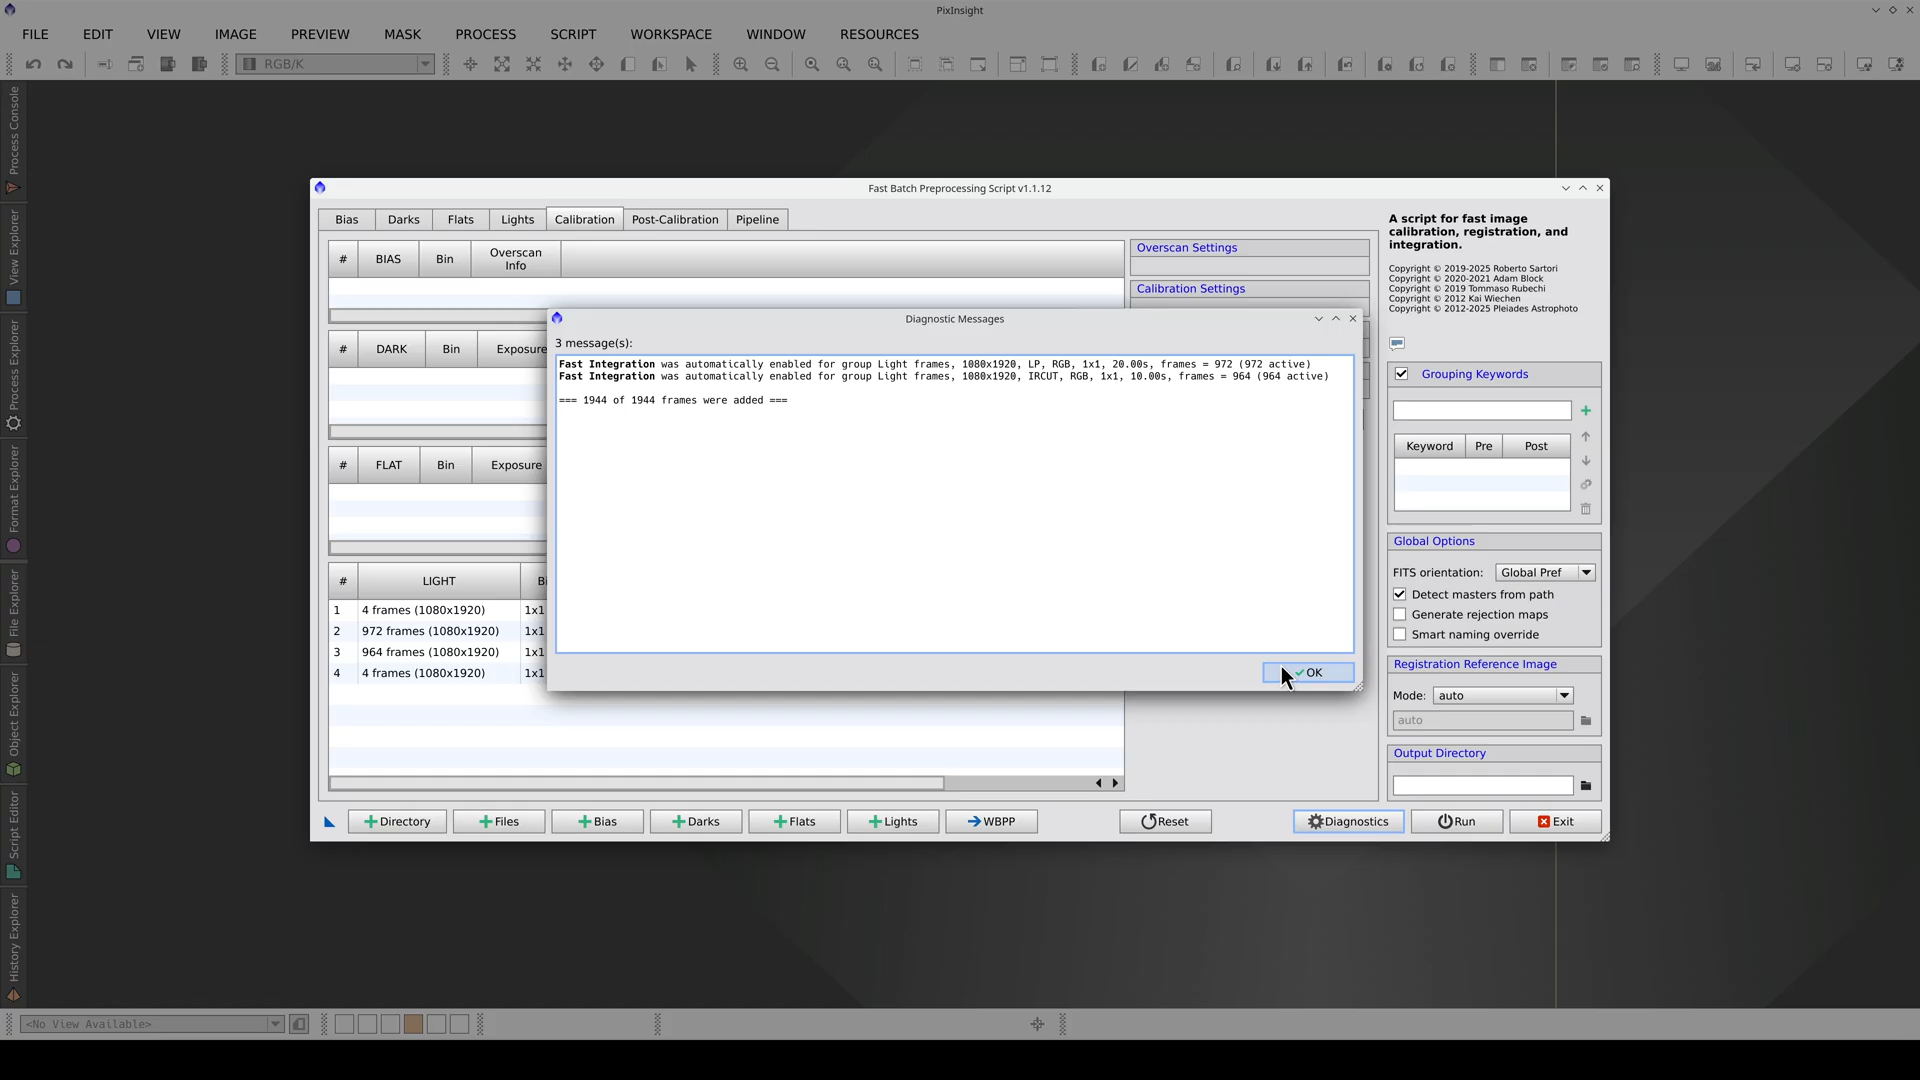 PixInsight
FILE EDIT VIEW IMAGE PREVIEW MASK PROCESS SCRIPT WORKSPACE WINDOW RESOURCES
RGB/K
Process Console
View Explorer
Process Explorer
Format Explorer
File Explorer
Object Explorer
Script Editor
History Explorer
Fast Batch Preprocessing Script v1.1.12
Bias Darks Flats Lights Calibration Post-Calibration Pipeline
# BIAS Bin Overscan
Info
# DARK Bin Exposure
# FLAT Bin Exposure
# LIGHT
1 4 frames (1080x1920) 1x1
2 972 frames (1080x1920) 1x1
3 964 frames (1080x1920) 1x1
4 4 frames (1080x1920) 1x1
Overscan Settings
Calibration Settings
Diagnostic Messages
3 message(s):
Fast Integration was automatically enabled for group Light frames, 1080x1920, LP, RGB, 1x1, 20.00s, frames = 972 (972 active)
Fast Integration was automatically enabled for group Light frames, 1080x1920, IRCUT, RGB, 1x1, 10.00s, frames = 964 (964 active)
=== 1944 of 1944 frames were added ===
OK
A script for fast image
calibration, registration, and
integration.
Copyright © 2019-2025 Roberto Sartori
Copyright © 2020-2021 Adam Block
Copyright © 2019 Tommaso Rubechi
Copyright © 2012 Kai Wiechen
Copyright © 2012-2025 Pleiades Astrophoto
Grouping Keywords
Keyword Pre Post
Global Options
FITS orientation: Global Pref
Detect masters from path
Generate rejection maps
Smart naming override
Registration Reference Image
Mode: auto
auto
Output Directory
Directory Files Bias Darks Flats Lights WBPP Reset Diagnostics Run Exit
<No View Available>